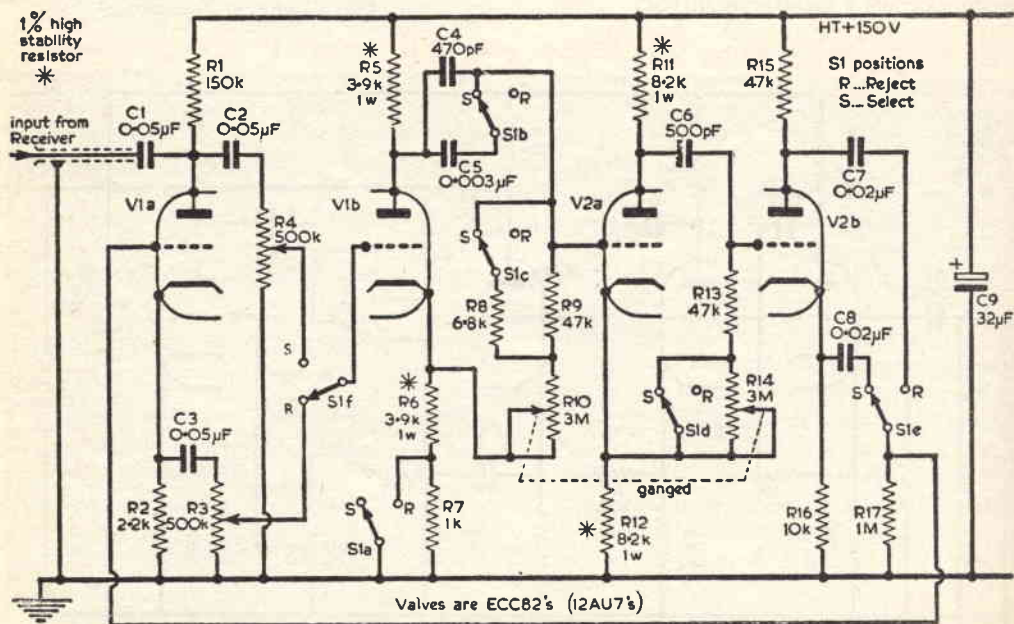 1% high
stability
resistor
*
HT+150V
S1 positions
R...Reject
S...Select
R1
150k
*
R5
3·9k
1w
C4
470pF
*
R11
8·2k
1w
R15
47k
input from
Receiver
C1
0·05µF
C2
0·05µF
S
R
S1b
C5
0·003µF
C6
500pF
C7
0·02µF
V1a
R4
500k
V1b
S
R
S1c
V2a
V2b
R8
6·8k
R9
47k
R13
47k
+
C9
32µF
C8
0·02µF
S
R
S1f
*
R6
3·9k
1w
R10
3M
S
R
S1d
R14
3M
S
R
S1e
C3
0·05µF
ganged
R2
2·2k
R3
500k
S
R
S1a
R7
1k
*
R12
8·2k
1w
R16
10k
R17
1M
Valves are ECC82's (12AU7's)